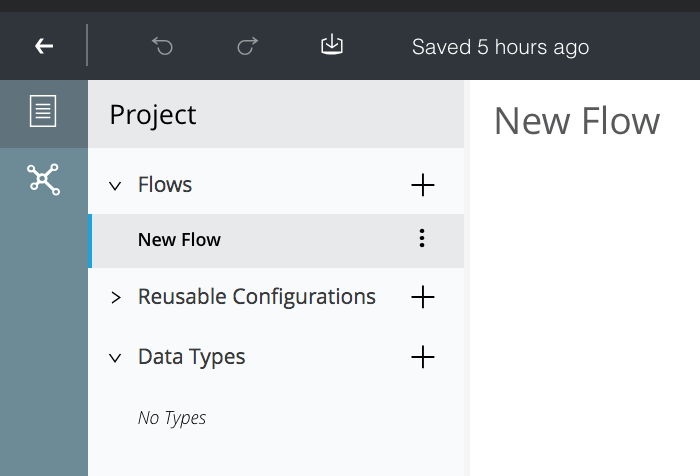 Saved 5 hours ago
Project
New Flow
Flows
New Flow
Reusable Configurations
Data Types
No Types